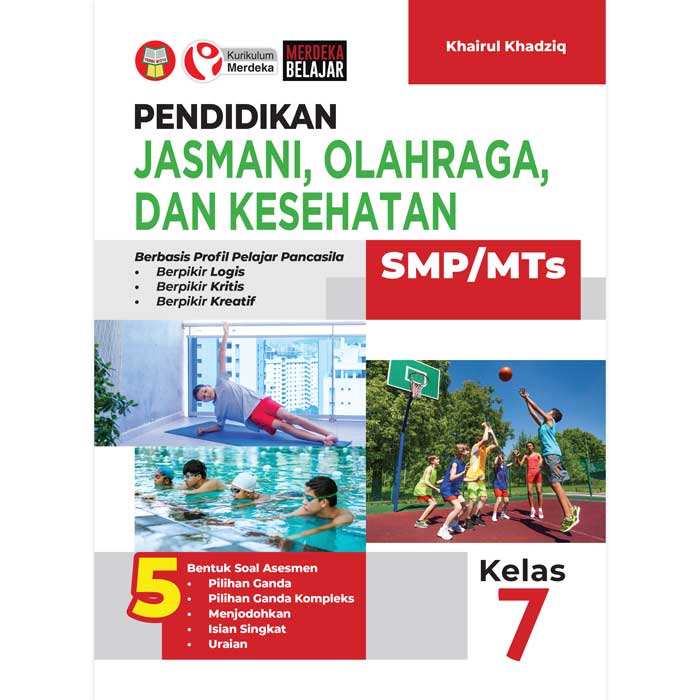 Khairul Khadziq
Kurikulum
Merdeka
MERDEKA
BELAJAR
PENDIDIKAN
JASMANI, OLAHRAGA,
DAN KESEHATAN
Berbasis Profil Pelajar Pancasila
• Berpikir Logis
• Berpikir Kritis
• Berpikir Kreatif
SMP/MTs
5
Bentuk Soal Asesmen
• Pilihan Ganda
• Pilihan Ganda Kompleks
• Menjodohkan
• Isian Singkat
• Uraian
Kelas
7